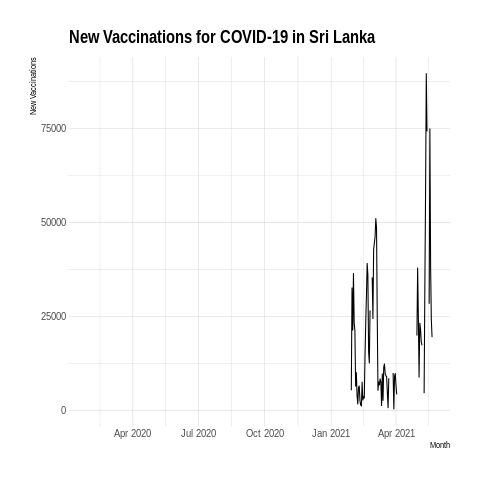 New Vaccinations for COVID-19 in Sri Lanka
New Vaccinations
75000
50000
25000
0
Apr 2020 Jul 2020 Oct 2020 Jan 2021 Apr 2021
Month